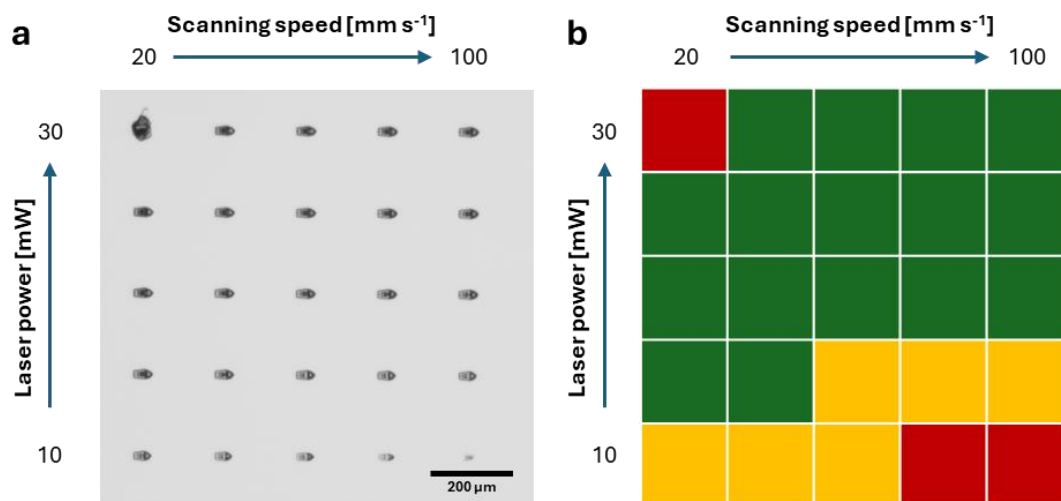 a
Scanning speed [mm s⁻¹]
20
100
30
Laser power [mW]
10
200 µm
b
Scanning speed [mm s⁻¹]
20
100
30
Laser power [mW]
10